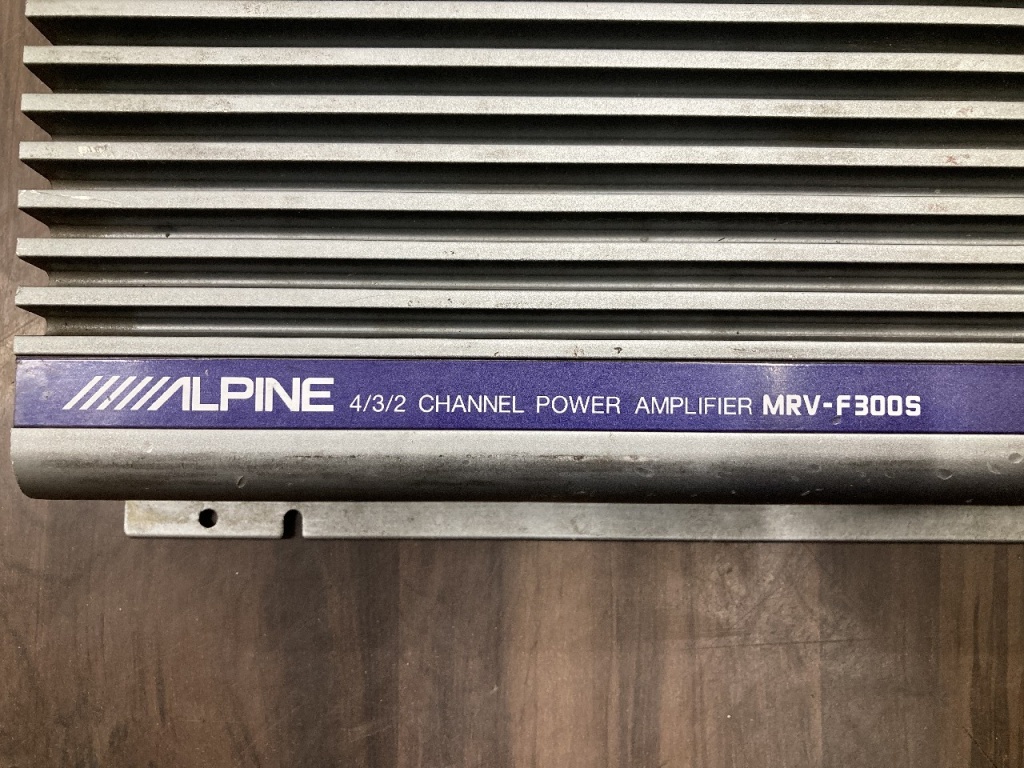 ALPINE 4/3/2 CHANNEL POWER AMPLIFIER MRV-F300S